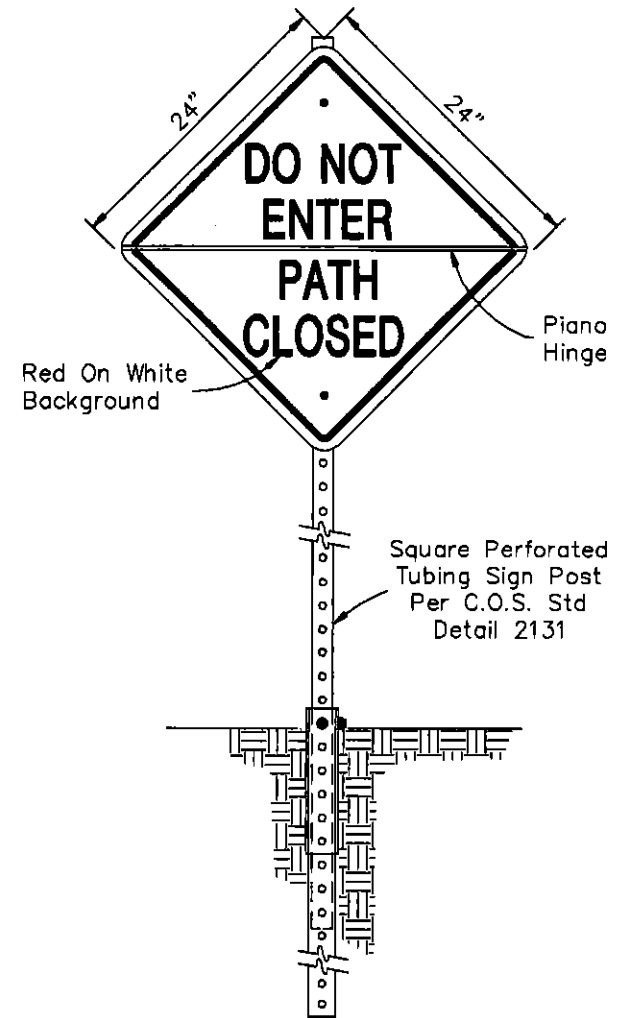 24"
24"
DO NOT
ENTER
PATH
CLOSED
Piano
Hinge
Red On White
Background
Square Perforated
Tubing Sign Post
Per C.O.S. Std
Detail 2131